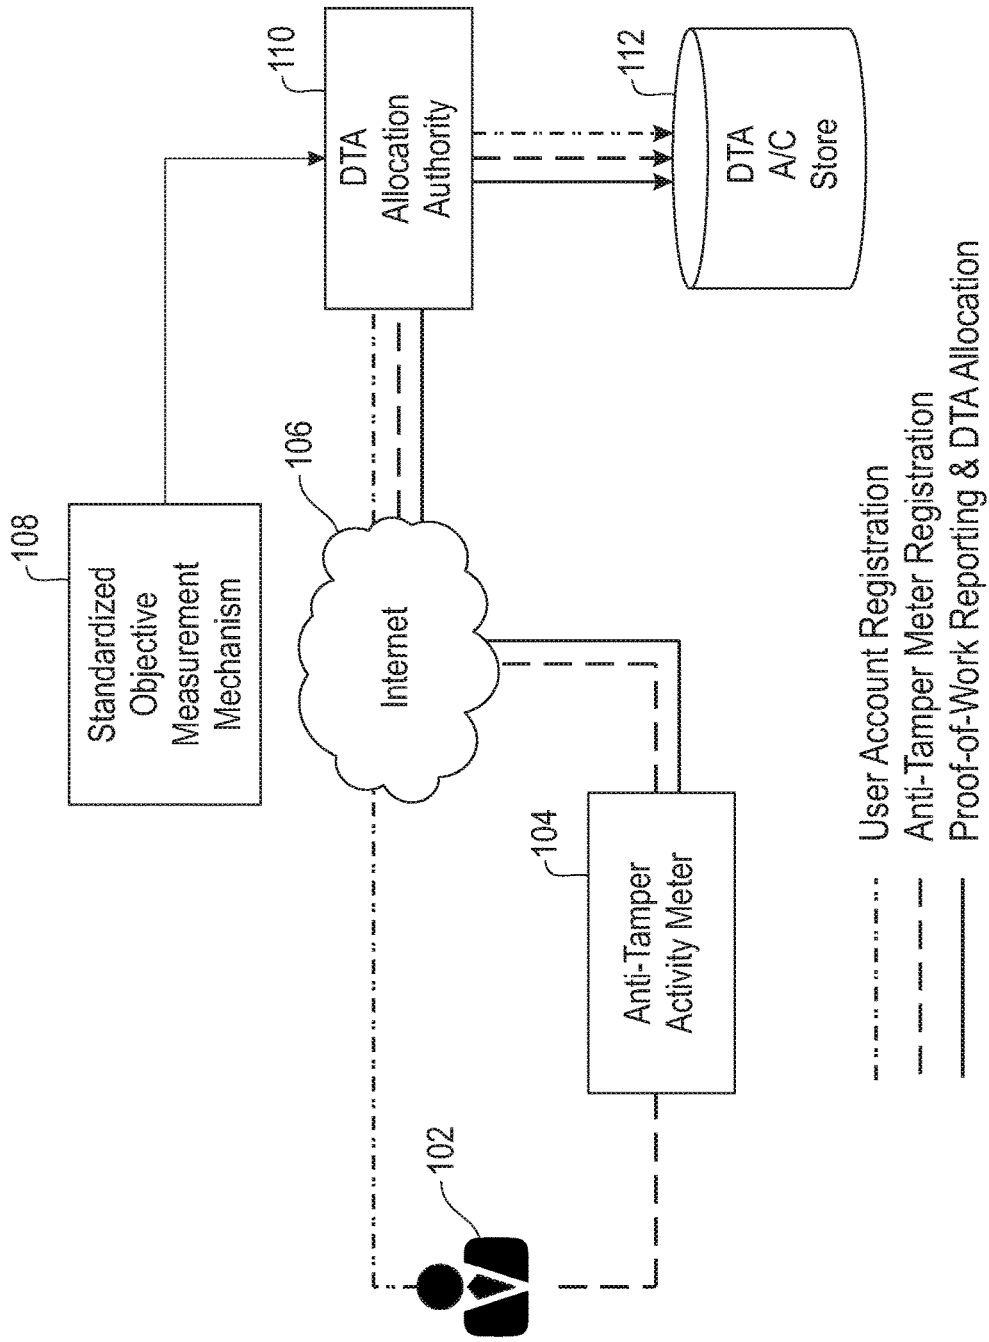 108
Standardized
Objective
Measurement
Mechanism
110
DTA
Allocation
Authority
106
Internet
112
DTA
A/C
Store
102
104
Anti-Tamper
Activity Meter
User Account Registration
Anti-Tamper Meter Registration
Proof-of-Work Reporting & DTA Allocation